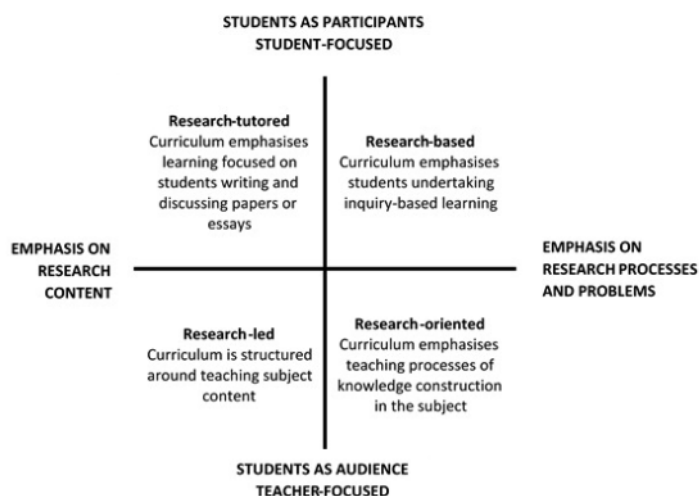 STUDENTS AS PARTICIPANTS
STUDENT-FOCUSED
Research-tutored
Curriculum emphasises
learning focused on
students writing and
discussing papers or
essays
Research-based
Curriculum emphasises
students undertaking
inquiry-based learning
EMPHASIS ON
RESEARCH
CONTENT
EMPHASIS ON
RESEARCH PROCESSES
AND PROBLEMS
Research-led
Curriculum is structured
around teaching subject
content
Research-oriented
Curriculum emphasises
teaching processes of
knowledge construction
in the subject
STUDENTS AS AUDIENCE
TEACHER-FOCUSED